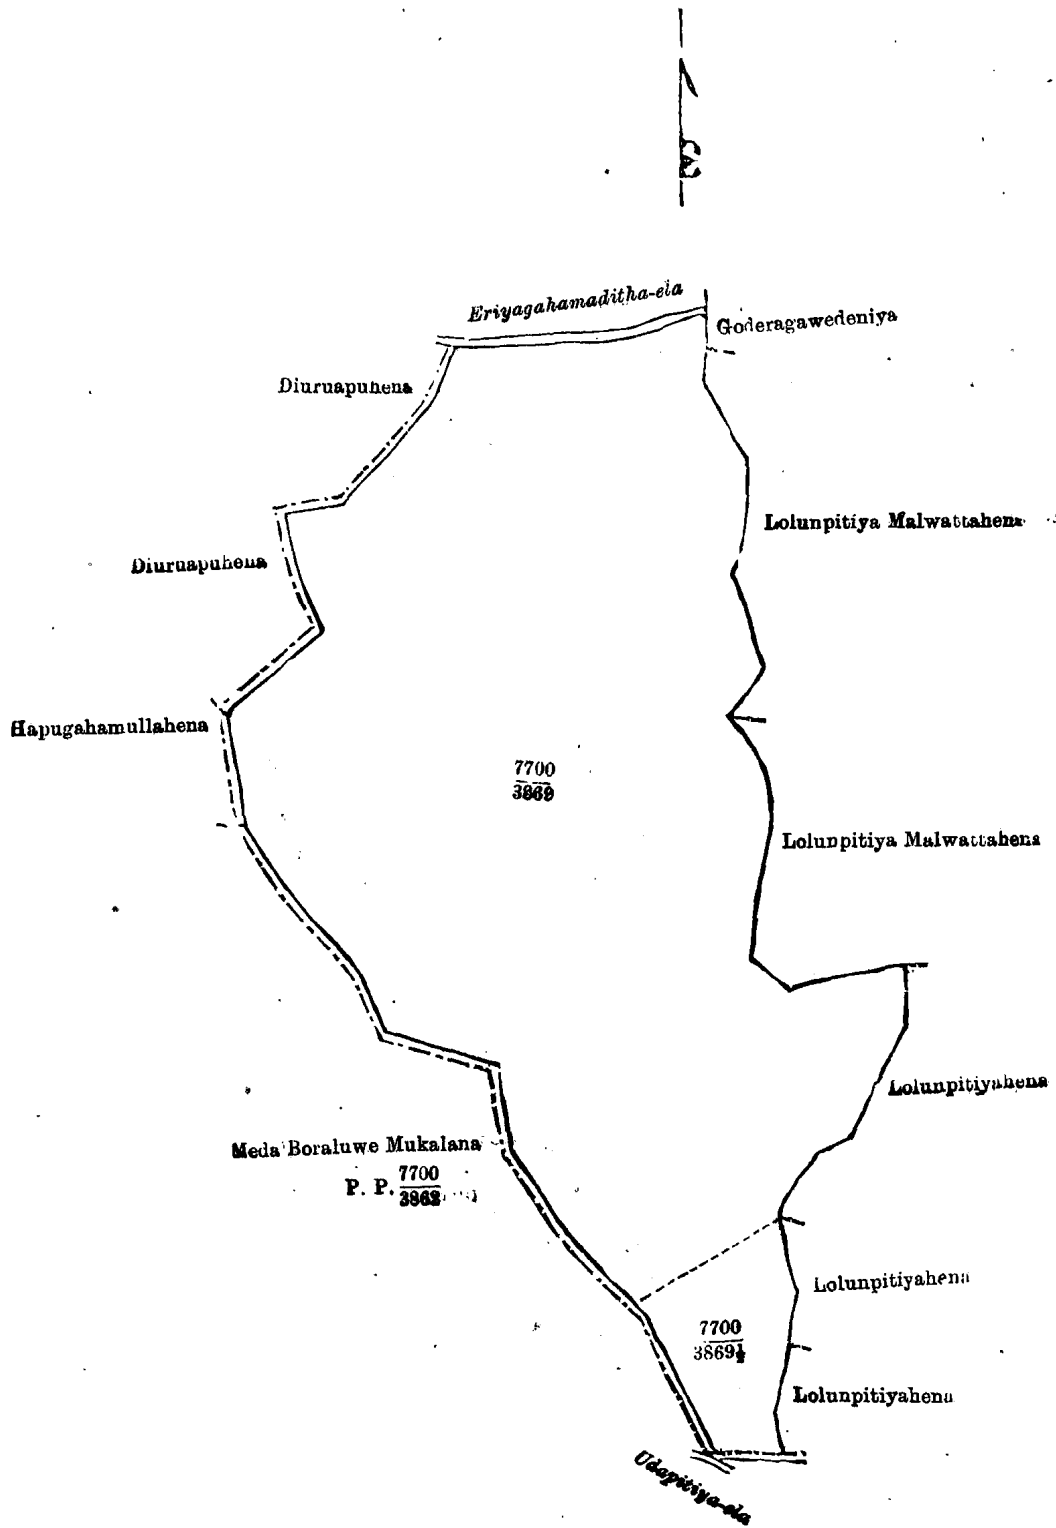 Eriyagahamaditha-ela
Goderagawedeniya
Diuruapuhena
Lolunpitiya Malwattahena
Diuruapuhena
Hapugahamullahena
7700
3869
Lolunpitiya Malwattahena
Lolunpitiyahena
Meda Boraluwe Mukalana
P. P. 7700
3862
Lolunpitiyahena
7700
3869½
Lolunpitiyahena
Udapitiya-ela